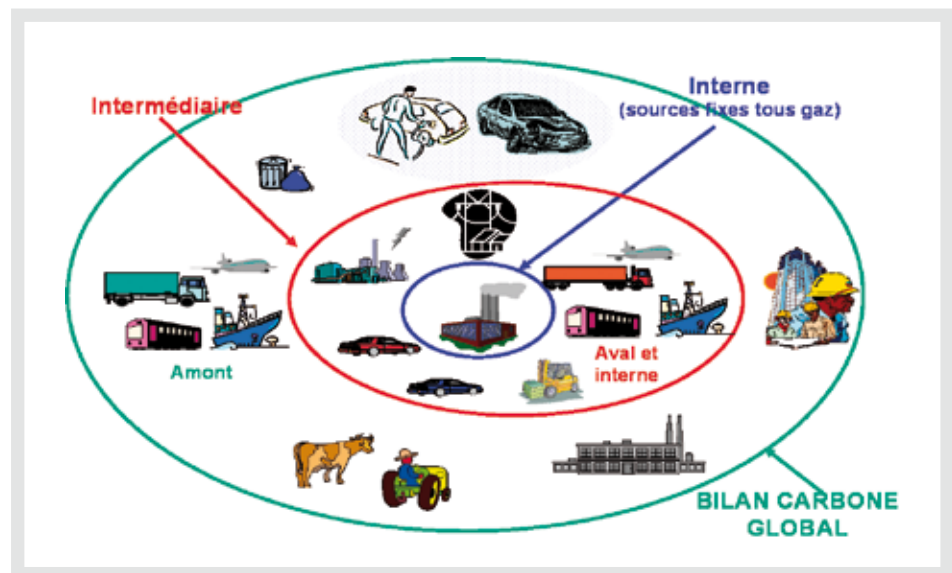 Intermédiaire
Interne
(sources fixes tous gaz)
Amont
Aval et
interne
BILAN CARBONE
GLOBAL